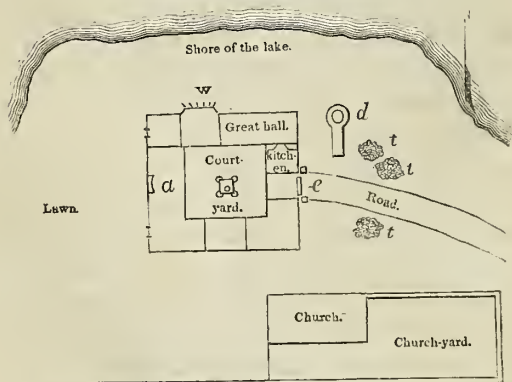 Shore of the lake.
w
Great hall.
d
Court-
kitch-
en.
t
t
a
e
yard.
Road.
Lawn.
t
Church.
Church-yard.